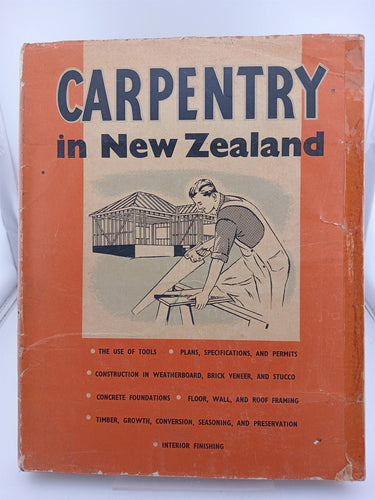 CARPENTRY
in New Zealand
• THE USE OF TOOLS • PLANS, SPECIFICATIONS, AND PERMITS
• CONSTRUCTION IN WEATHERBOARD, BRICK VENEER, AND STUCCO
• CONCRETE FOUNDATIONS • FLOOR, WALL, AND ROOF FRAMING
• TIMBER, GROWTH, CONVERSION, SEASONING, AND PRESERVATION
• INTERIOR FINISHING